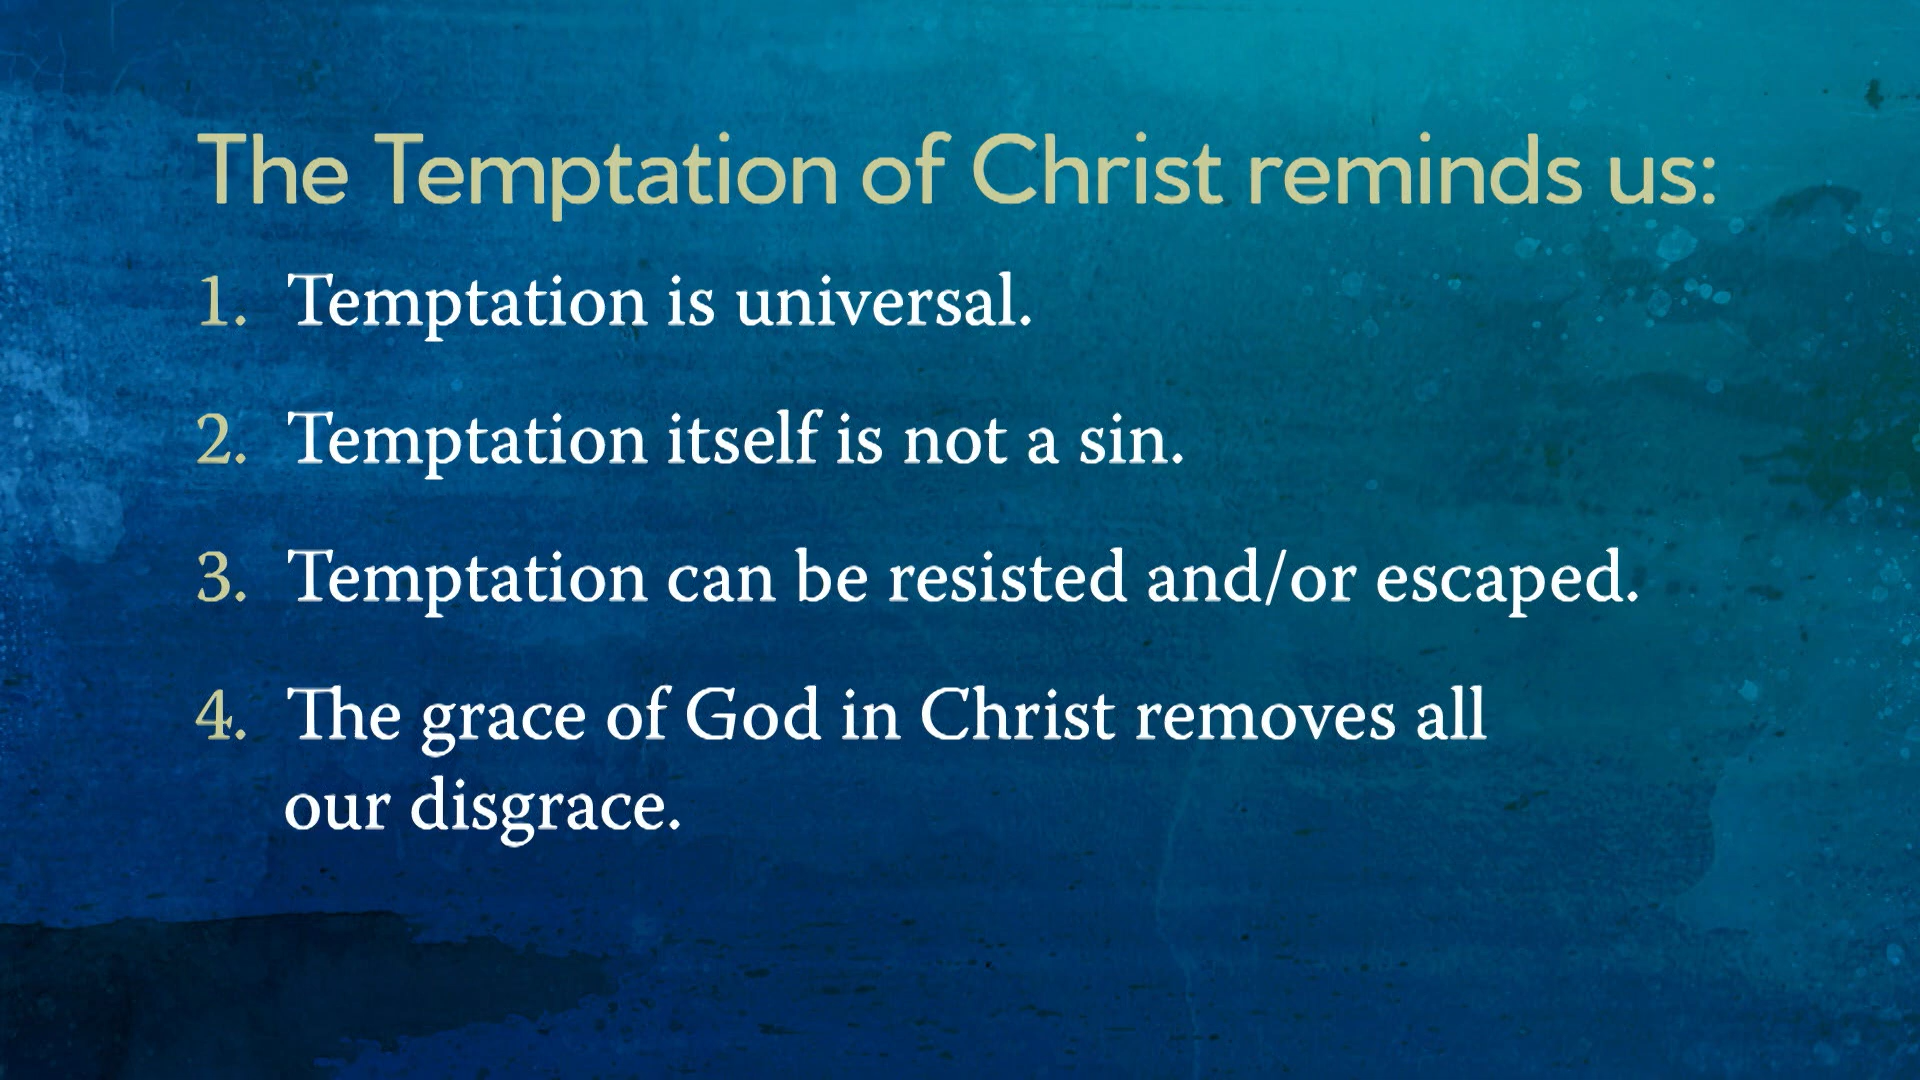 The Temptation of Christ reminds us:
1. Temptation is universal.
2. Temptation itself is not a sin.
3. Temptation can be resisted and/or escaped.
4. The grace of God in Christ removes all
our disgrace.